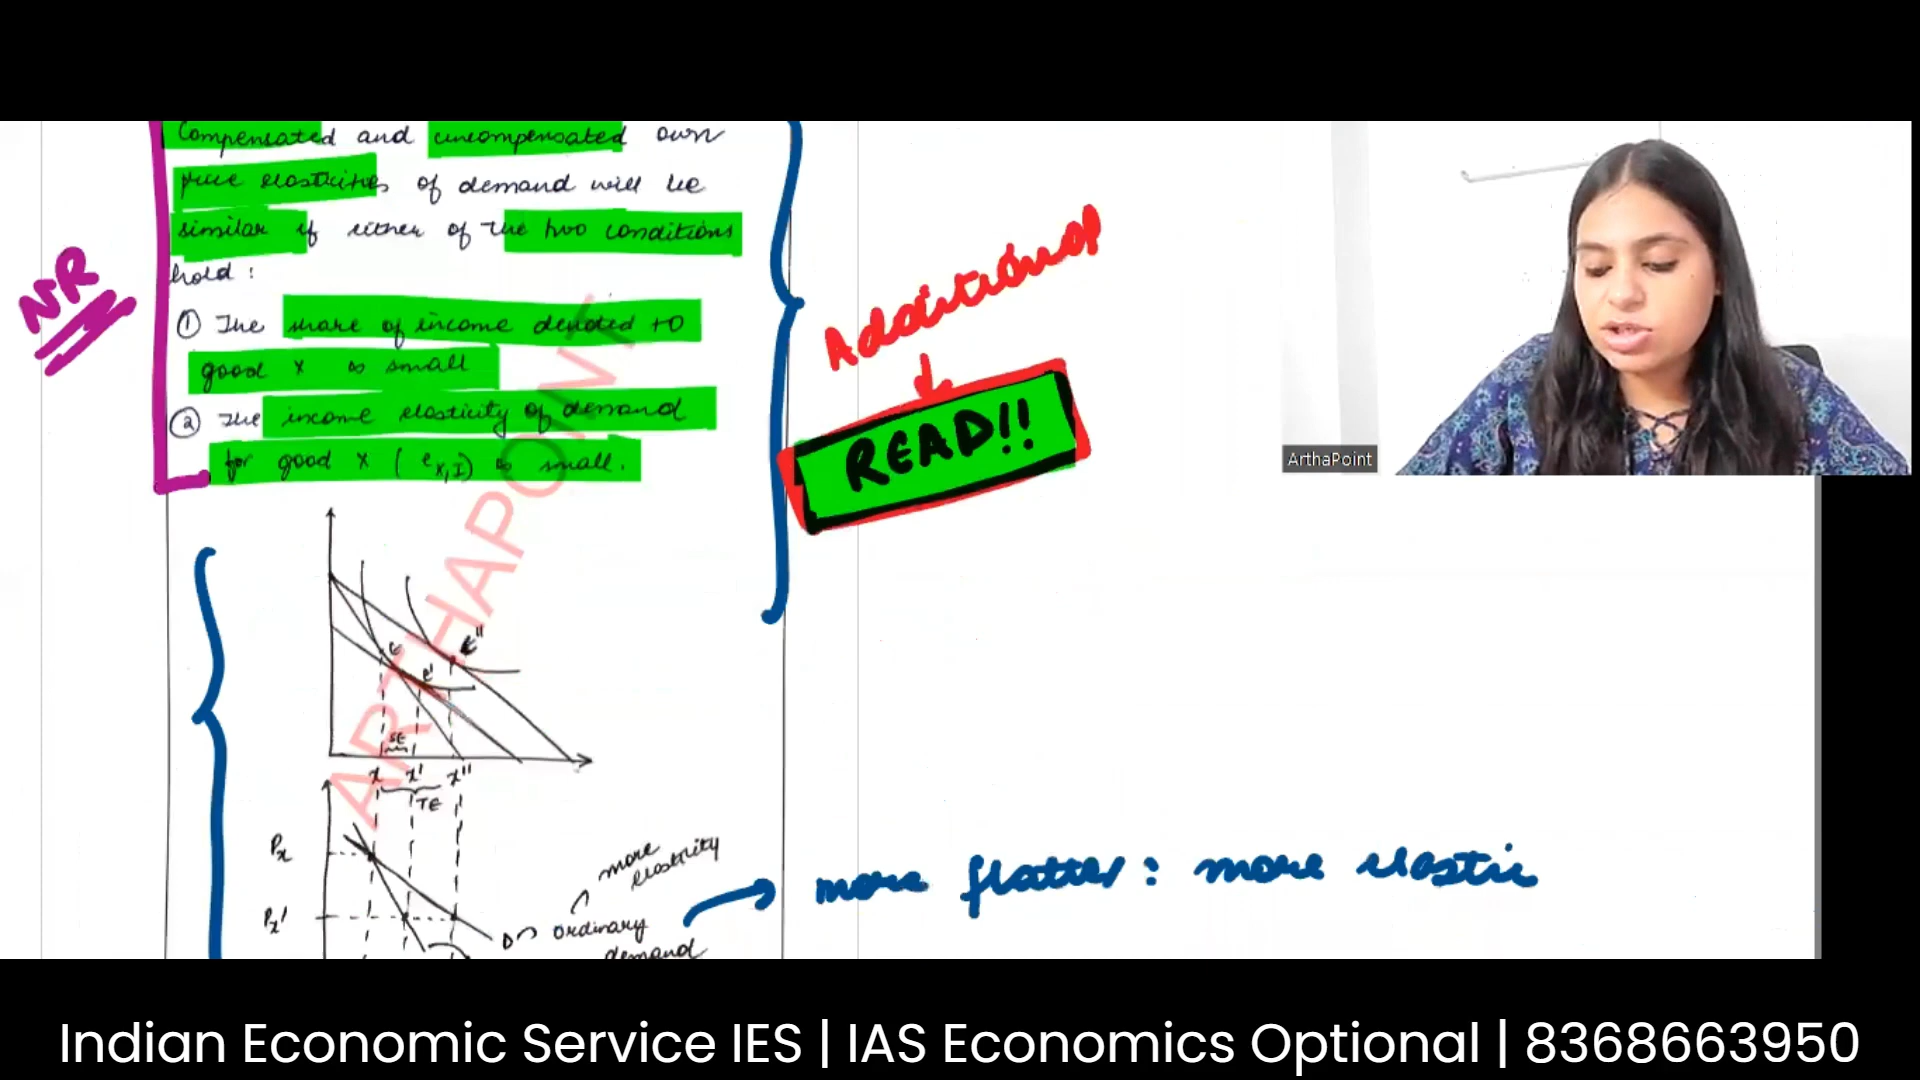 Compensated and uncompensated own
price elasticities of demand will be
similar if either of the two conditions
hold :
① The share of income devoted to
good X is small
② The income elasticity of demand
for good X (e X,I) is small.
NR
Additional
READ!!
ArthaPoint
ARTHAPOINT
e
e'
E"
SE
x x' x"
TE
Px
more elasticity
Px'
D ordinary
demand
more flatter : more elastic
Indian Economic Service IES | IAS Economics Optional | 8368663950